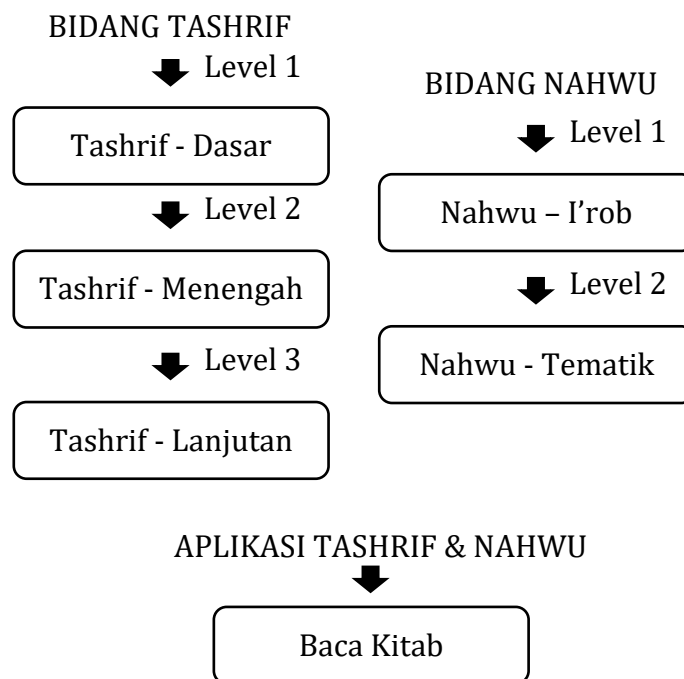 BIDANG TASHRIF
Level 1
Tashrif - Dasar
Level 2
Tashrif - Menengah
Level 3
Tashrif - Lanjutan
BIDANG NAHWU
Level 1
Nahwu – I’rob
Level 2
Nahwu - Tematik
APLIKASI TASHRIF & NAHWU
Baca Kitab